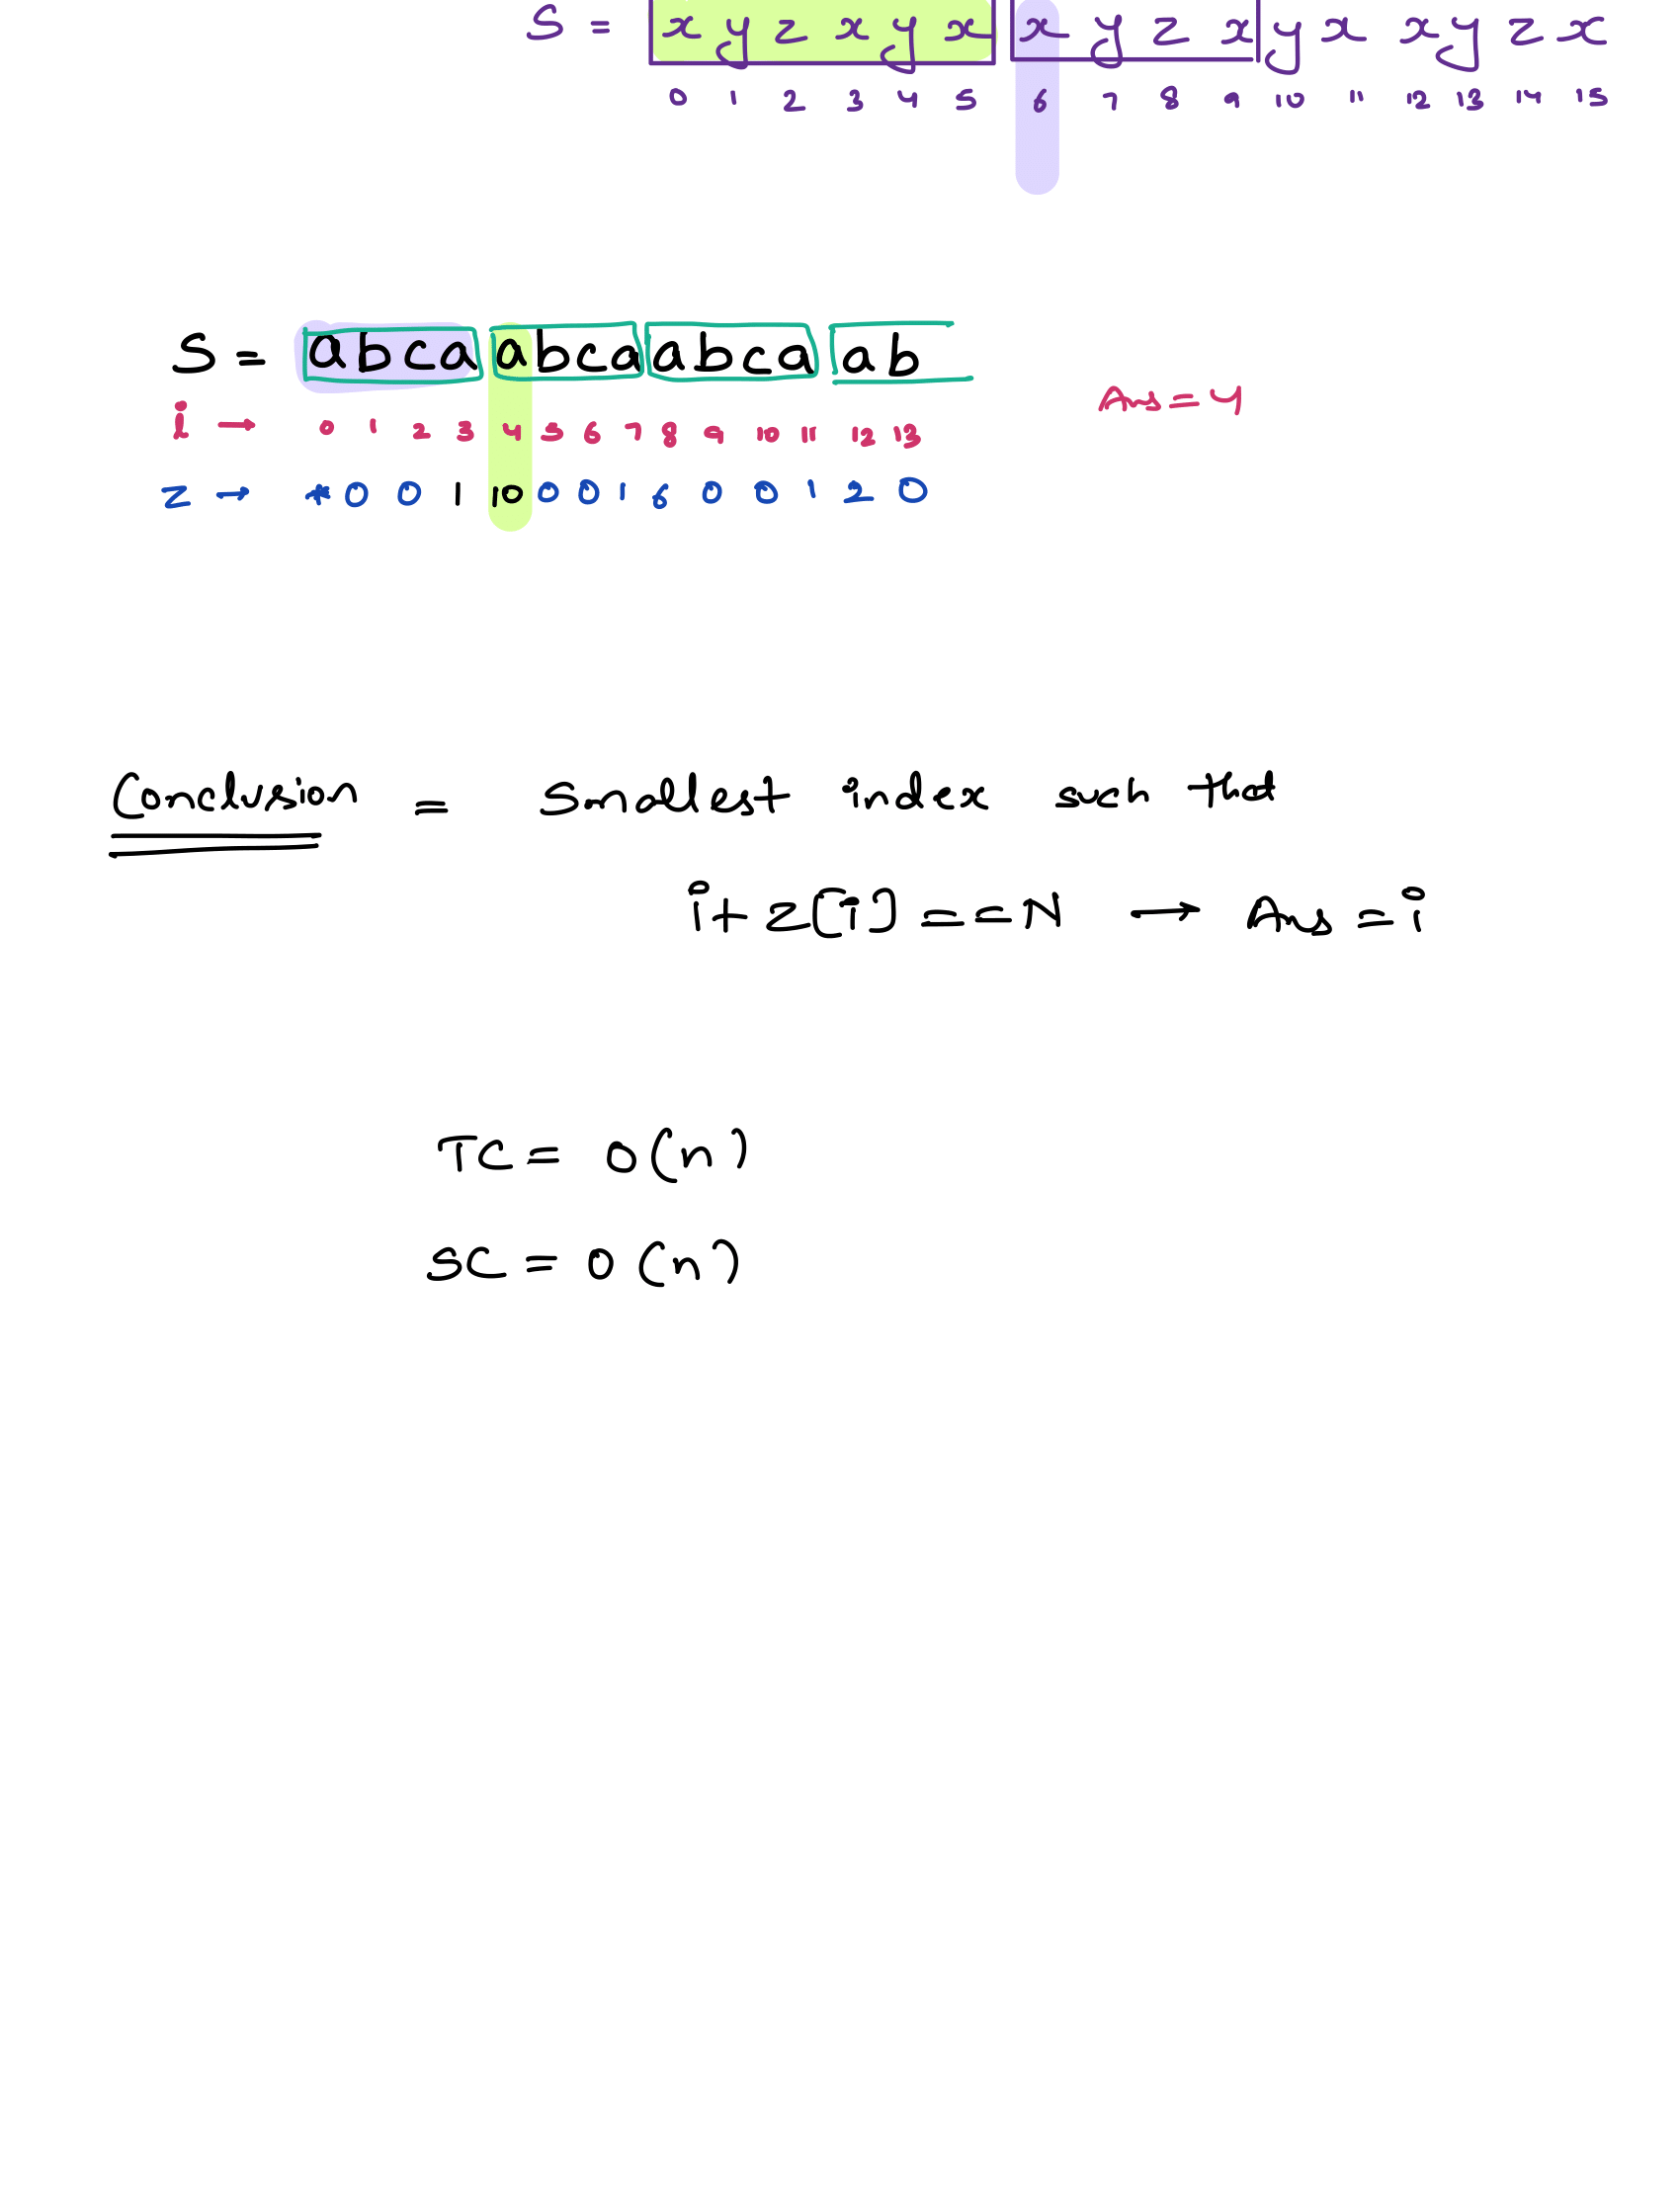 S = x y z x y x x y z x y x x y z x
0 1 2 3 4 5 6 7 8 9 10 11 12 13 14 15
S = abca abca abca ab
Ans = 4
i → 0 1 2 3 4 5 6 7 8 9 10 11 12 13
Z → * 0 0 1 10 0 0 1 6 0 0 1 2 0
Conclusion = Smallest index such that
i + Z[i] == N → Ans = i
TC = O(n)
SC = O(n)